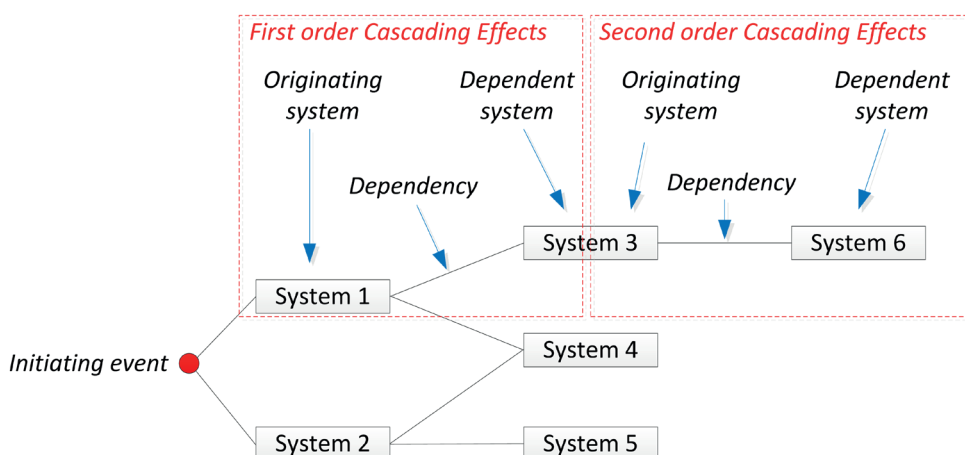 First order Cascading Effects
Second order Cascading Effects
Originating
system
Dependent
system
Originating
system
Dependent
system
Dependency
Dependency
System 3
System 6
System 1
System 4
Initiating event
System 2
System 5